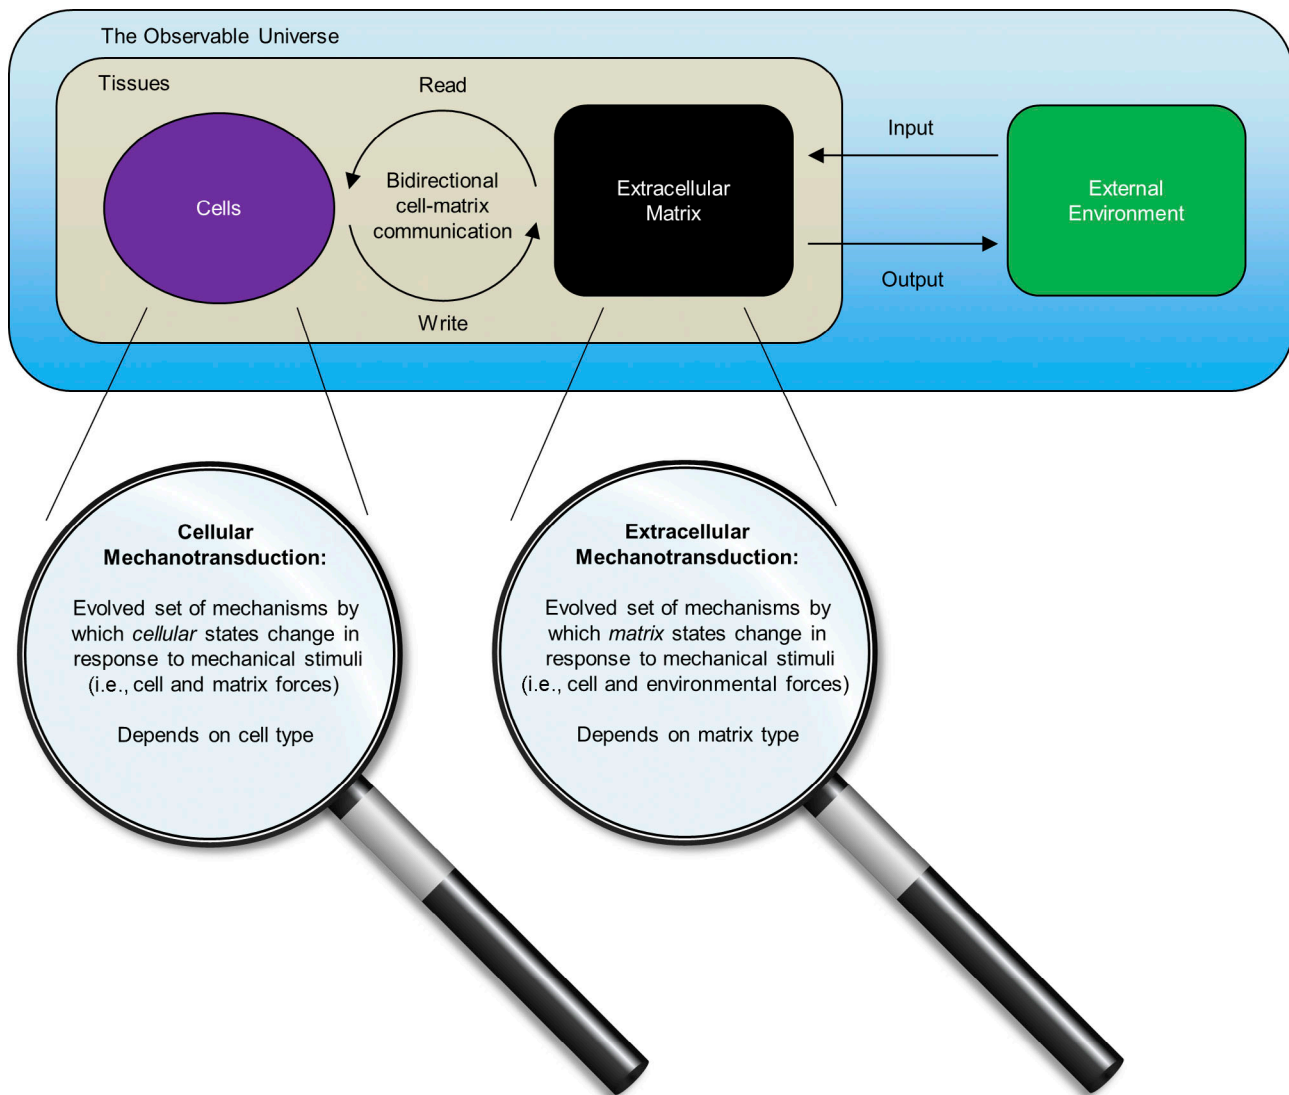 The Observable Universe
Tissues
Read
Cells
Bidirectional
cell-matrix
communication
Write
Extracellular
Matrix
Input
Output
External
Environment
Cellular
Mechanotransduction:
Evolved set of mechanisms by
which cellular states change in
response to mechanical stimuli
(i.e., cell and matrix forces)
Depends on cell type
Extracellular
Mechanotransduction:
Evolved set of mechanisms by
which matrix states change in
response to mechanical stimuli
(i.e., cell and environmental forces)
Depends on matrix type